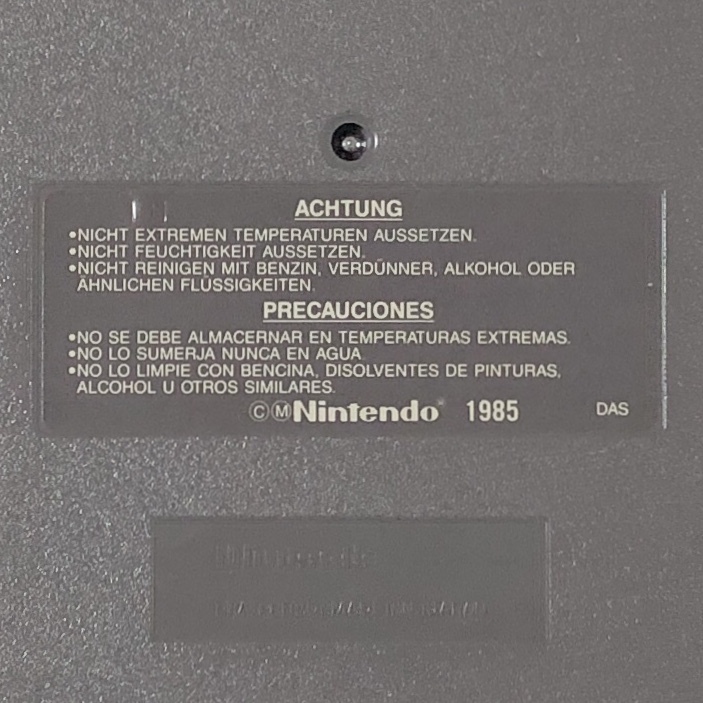 ACHTUNG
•NICHT EXTREMEN TEMPERATUREN AUSSETZEN.
•NICHT FEUCHTIGKEIT AUSSETZEN.
•NICHT REINIGEN MIT BENZIN, VERDÜNNER, ALKOHOL ODER
ÄHNLICHEN FLÜSSIGKEITEN.
PRECAUCIONES
•NO SE DEBE ALMACERNAR EN TEMPERATURAS EXTREMAS.
•NO LO SUMERJA NUNCA EN AGUA.
•NO LO LIMPIE CON BENCINA, DISOLVENTES DE PINTURAS,
ALCOHOL U OTROS SIMILARES.
©ⓂNintendo® 1985 DAS